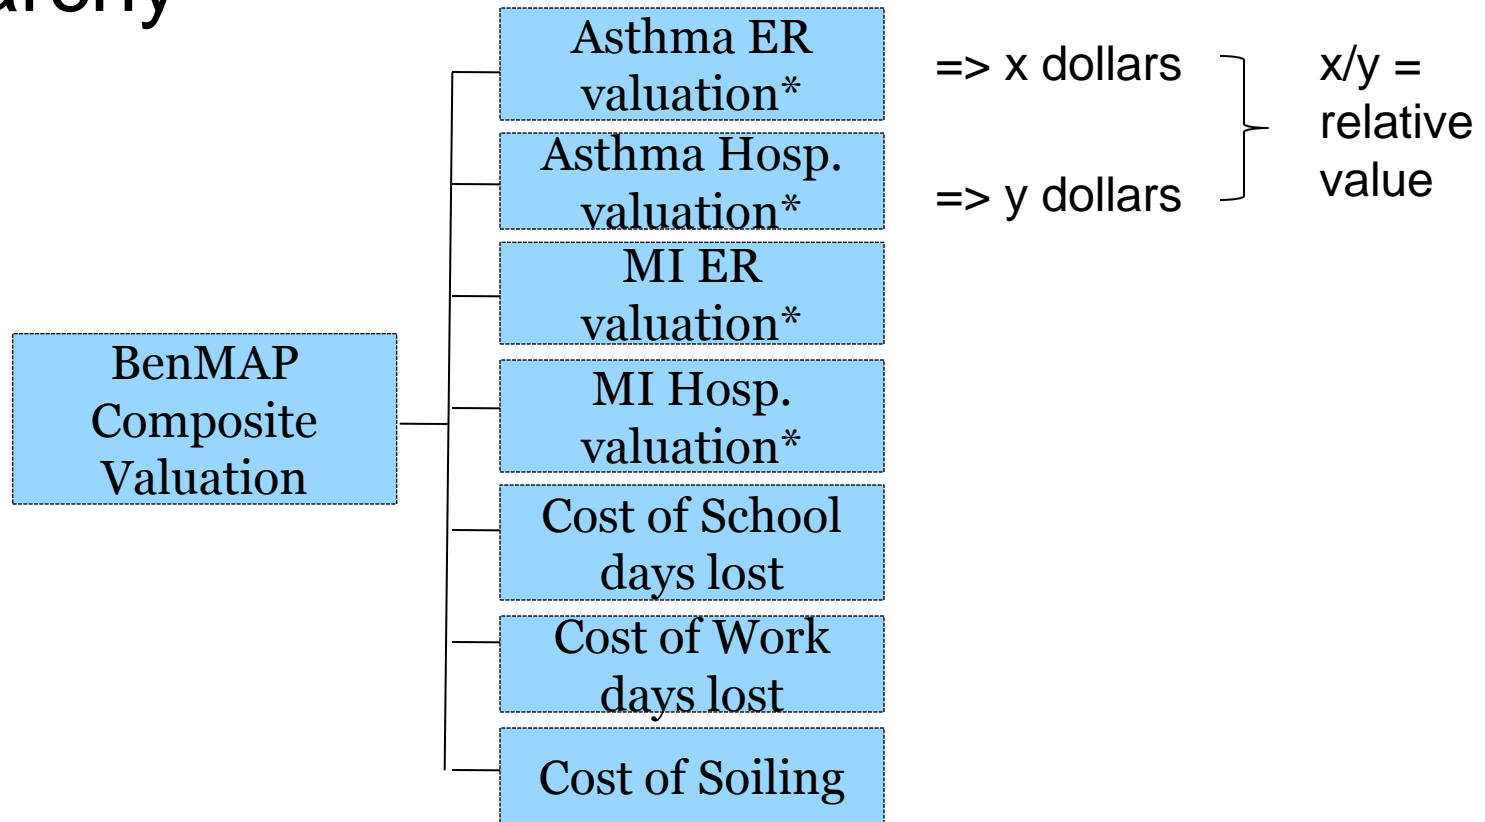 Asthma ER
valuation*
=> x dollars
x/y =
relative
value
Asthma Hosp.
valuation*
=> y dollars
MI ER
valuation*
BenMAP
Composite
Valuation
MI Hosp.
valuation*
Cost of School
days lost
Cost of Work
days lost
Cost of Soiling